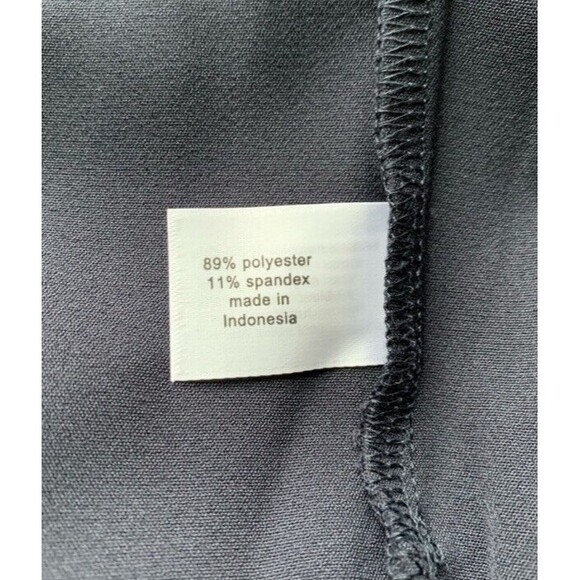 89% polyester
11% spandex
made in
Indonesia